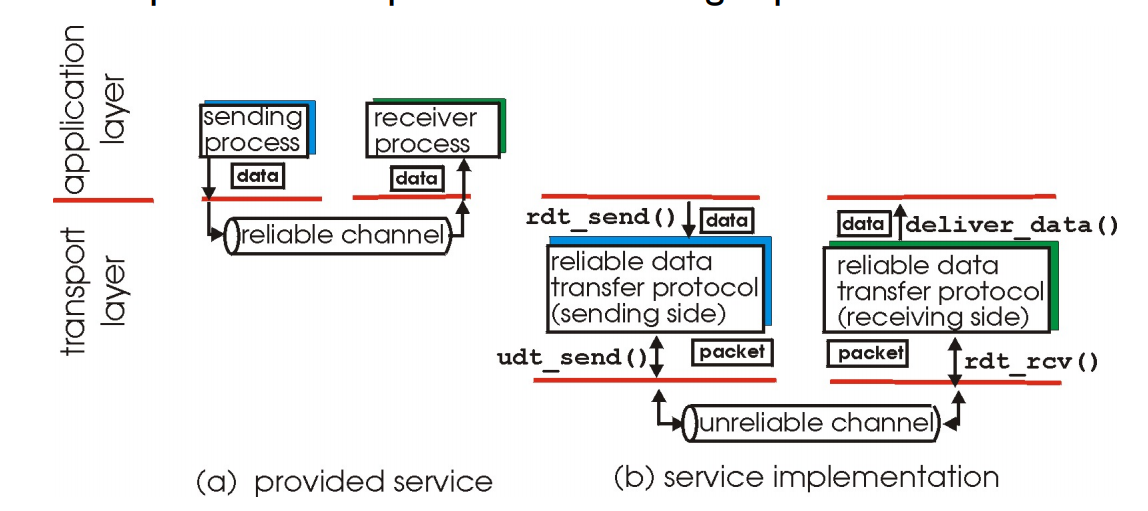 application
layer
transport
layer
sending
process
data
receiver
process
data
reliable channel
(a) provided service
rdt_send()
data
reliable data
transfer protocol
(sending side)
udt_send()
packet
data
deliver_data()
reliable data
transfer protocol
(receiving side)
packet
rdt_rcv()
unreliable channel
(b) service implementation